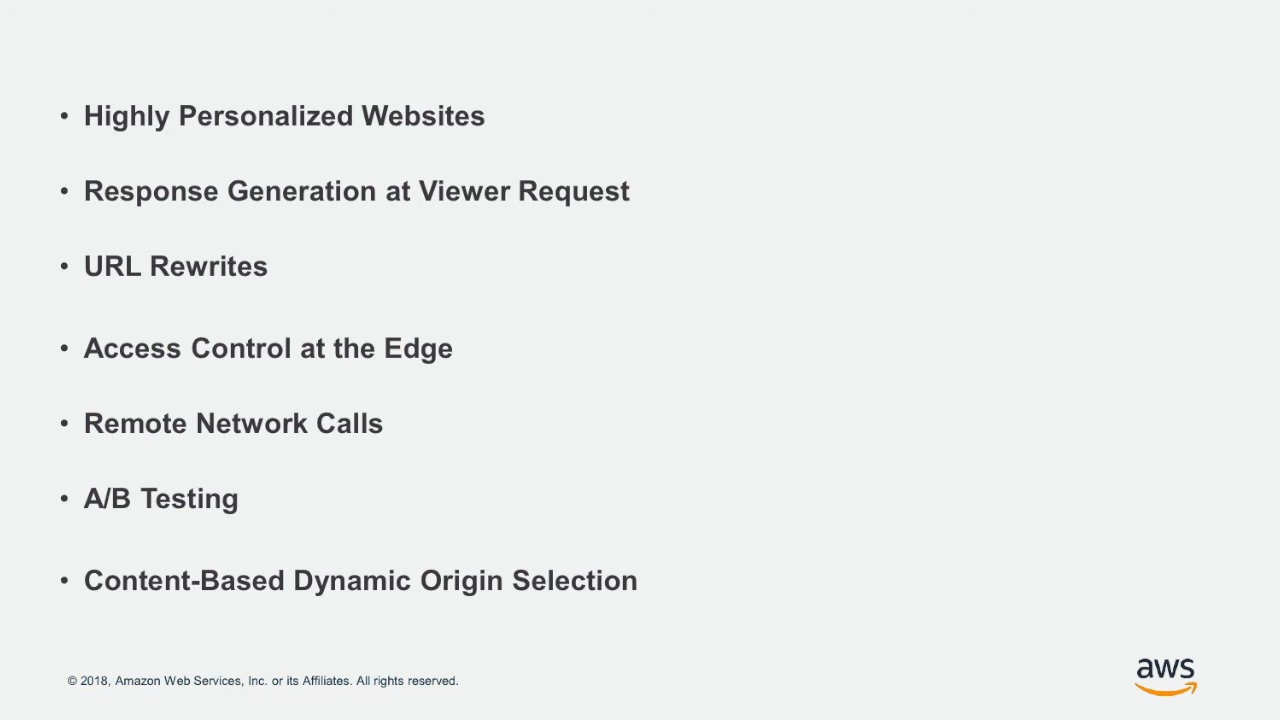 • Highly Personalized Websites
• Response Generation at Viewer Request
• URL Rewrites
• Access Control at the Edge
• Remote Network Calls
• A/B Testing
• Content-Based Dynamic Origin Selection
© 2018, Amazon Web Services, Inc. or its Affiliates. All rights reserved.
aws